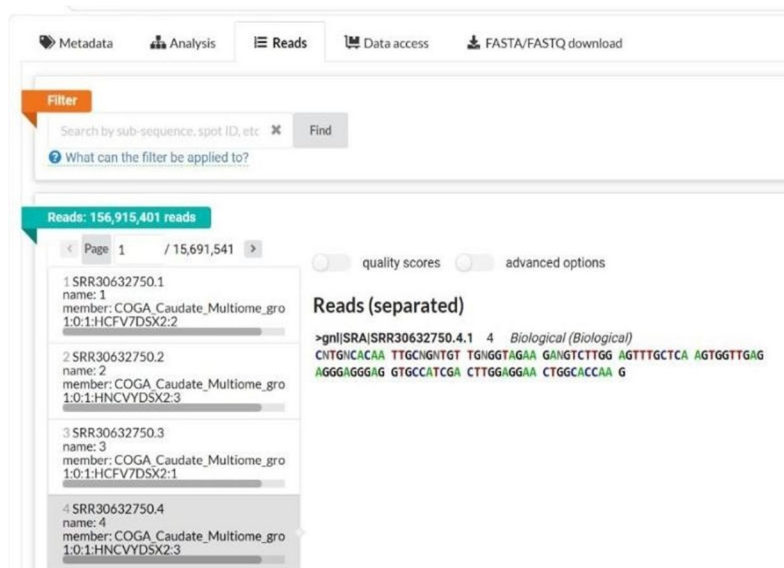 Metadata Analysis Reads Data access FASTA/FASTQ download
Filter
Search by sub-sequence, spot ID, etc Find
What can the filter be applied to?
Reads: 156,915,401 reads
Page 1 / 15,691,541
quality scores advanced options
1 SRR30632750.1
name: 1
member: COGA_Caudate_Multiome_gro
1:0:1:HCFV7DSX2:2
2 SRR30632750.2
name: 2
member: COGA_Caudate_Multiome_gro
1:0:1:HNCVYDSX2:3
3 SRR30632750.3
name: 3
member: COGA_Caudate_Multiome_gro
1:0:1:HCFV7DSX2:1
4 SRR30632750.4
name: 4
member: COGA_Caudate_Multiome_gro
1:0:1:HNCVYDSX2:3
Reads (separated)
>gnl|SRA|SRR30632750.4.1 4 Biological (Biological)
CNTGNCACAA TTGCNGNTGT TGNGGTAGAA GANGTCTTGG AGTTTGCTCA AGTGGTTGAG
AGGGAGGGAG GTGCCATCGA CTTGGAGGAA CTGGCACCAA G